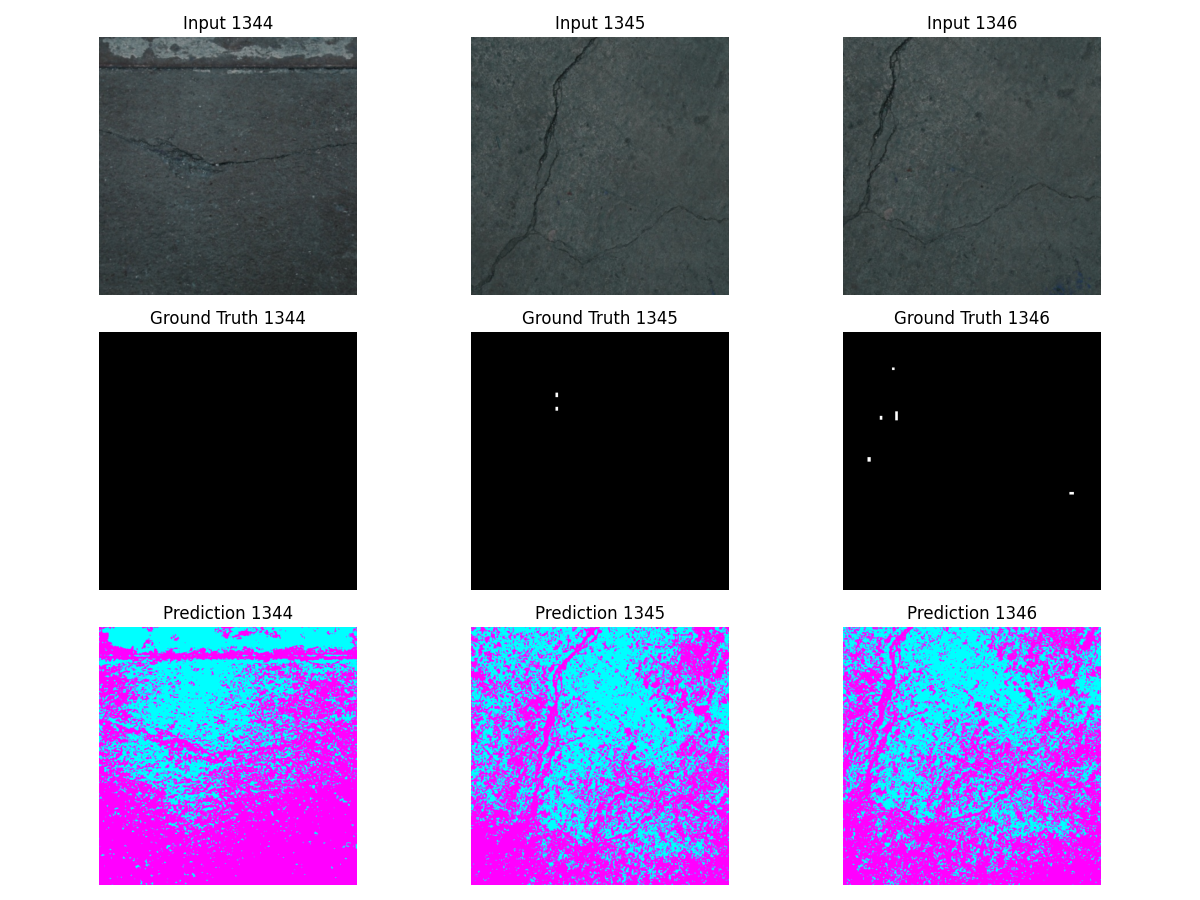 Input 1344
Input 1345
Input 1346
Ground Truth 1344
Ground Truth 1345
Ground Truth 1346
Prediction 1344
Prediction 1345
Prediction 1346